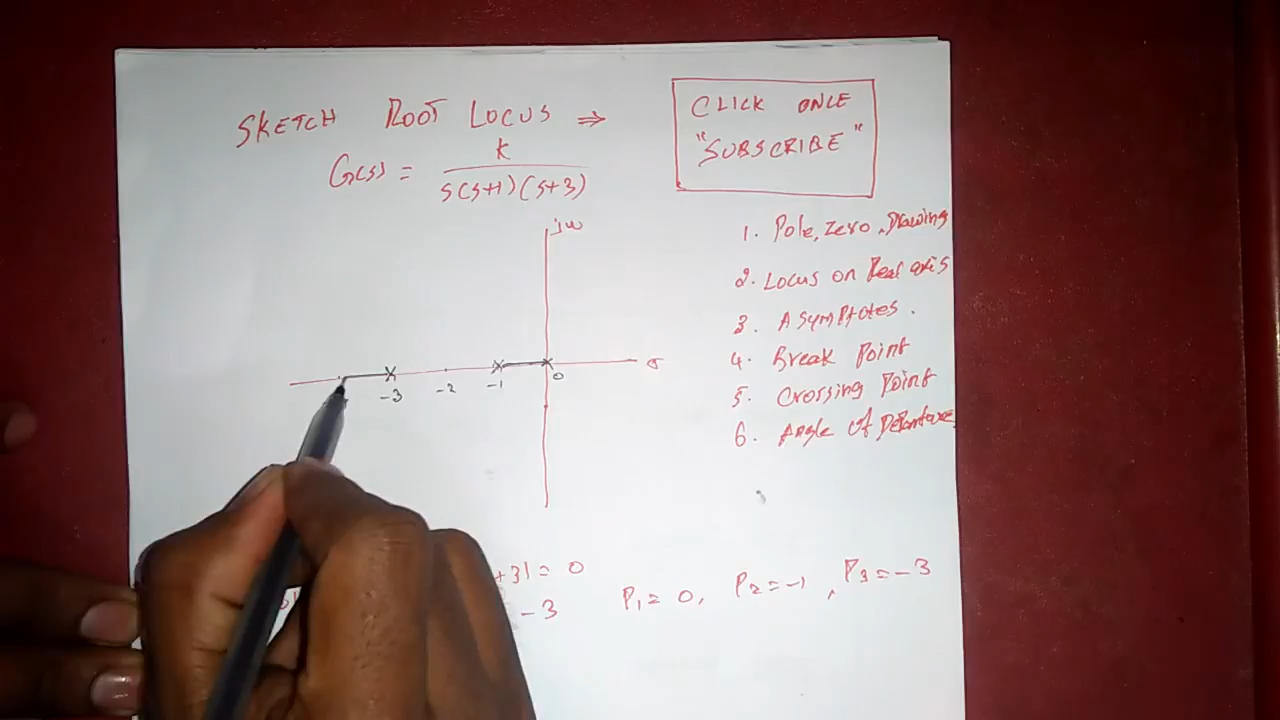 SKETCH ROOT LOCUS ⇒
G(s) = K
s(s+1)(s+3)
CLICK ONCE
"SUBSCRIBE"
jω
σ
-3 -2 -1 0
1. Pole, Zero, Drawing
2. Locus on Real axis
3. Asymptotes.
4. Break Point
5. Crossing Point
6. Angle of
+3) = 0
-3
P1 = 0, P2 = -1, P3 = -3